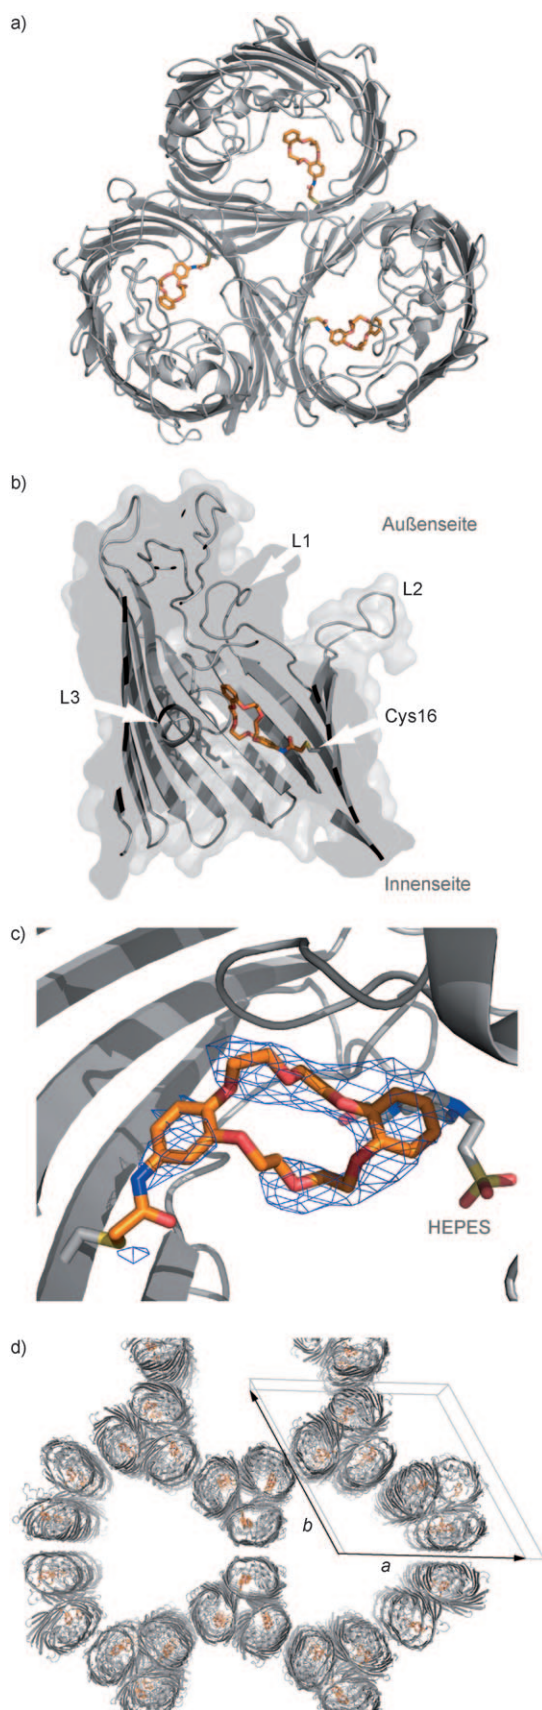 a)
b)
Außenseite
L1
L2
L3
Cys16
Innenseite
c)
HEPES
d)
b
a